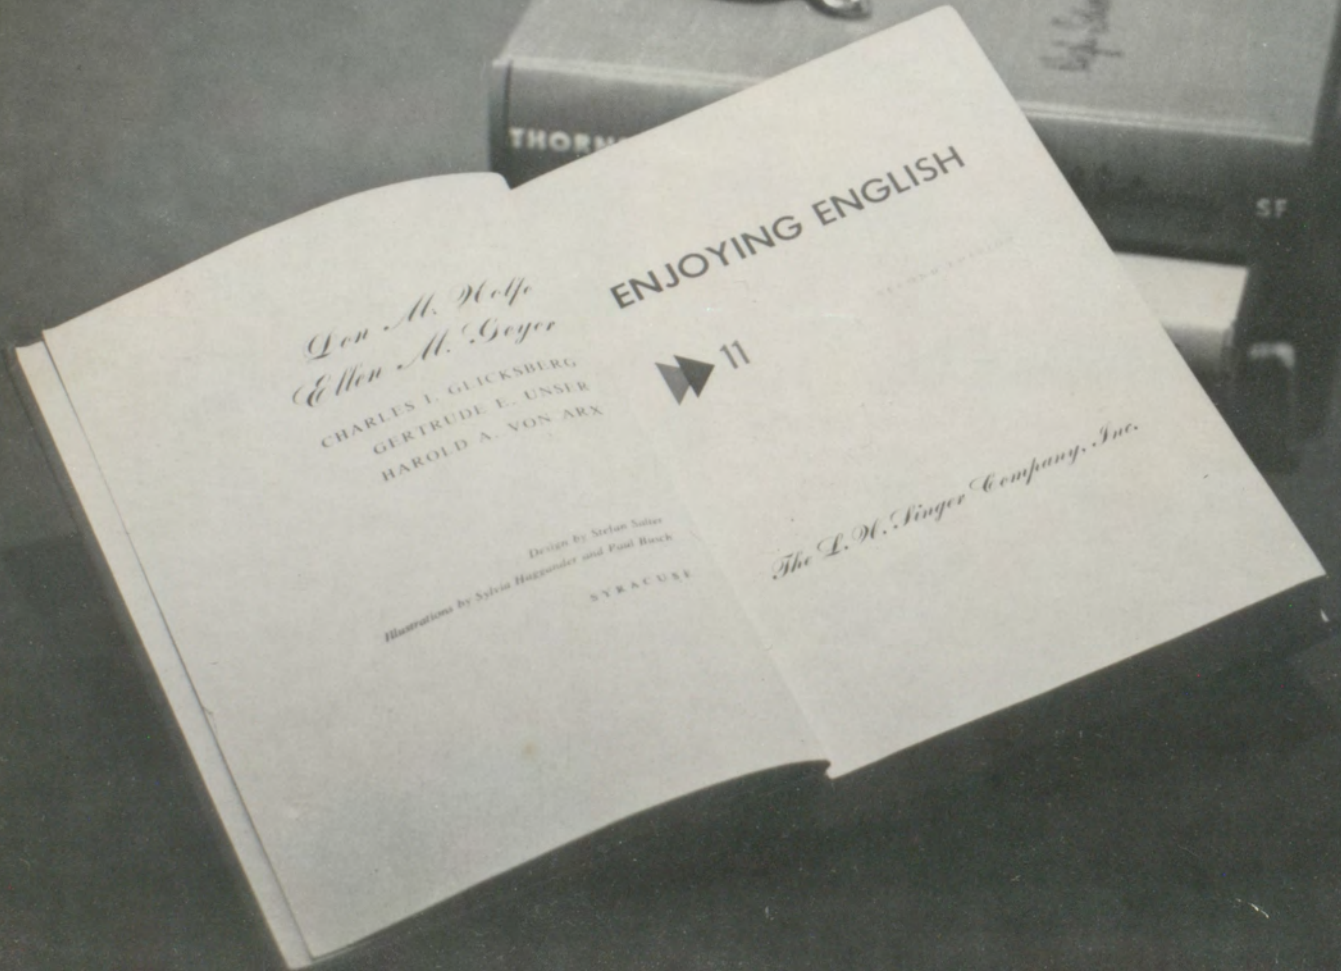 THORN
SF
Don M. Wolfe
Ellen M. Geyer
CHARLES I. GLICKSBERG
GERTRUDE E. UNSER
HAROLD A. VON ARX
Design by Stefan Salter
Illustrations by Sylvia Haggander and Paul Busch
SYRACUSE
ENJOYING ENGLISH
11
The L. W. Singer Company, Inc.